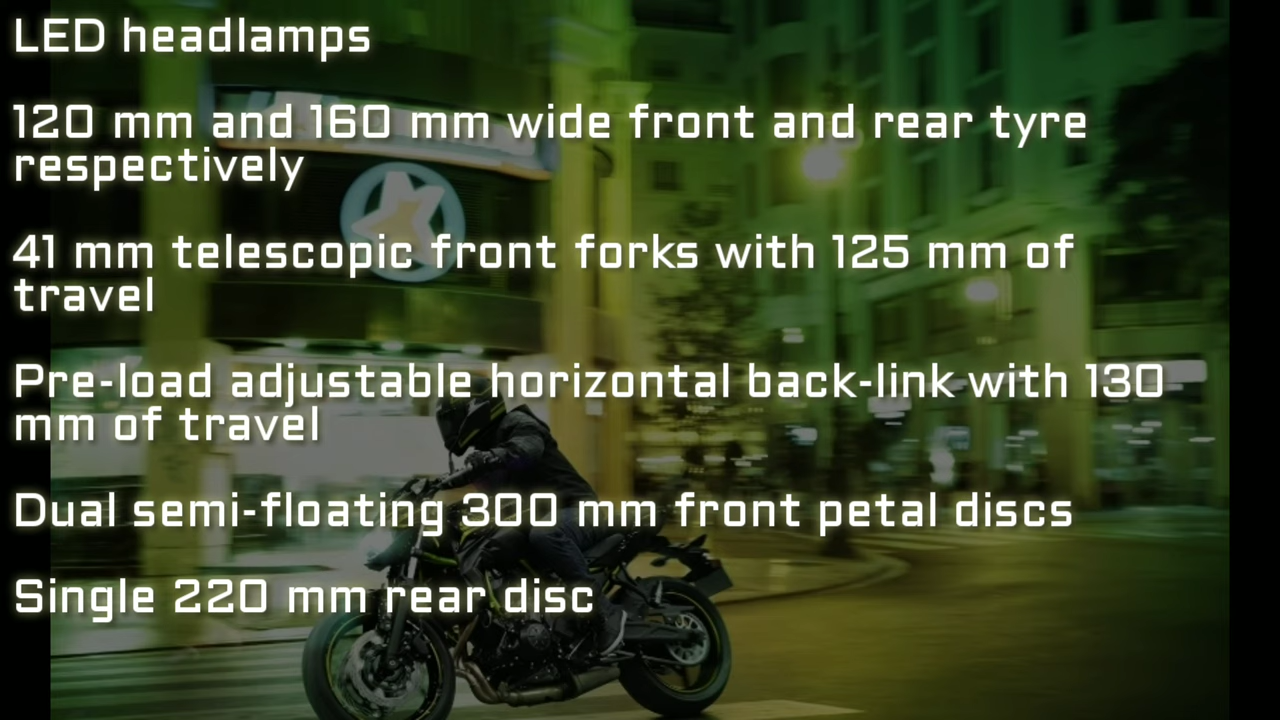 LED headlamps
120 mm and 160 mm wide front and rear tyre
respectively
41 mm telescopic front forks with 125 mm of
travel
Pre-load adjustable horizontal back-link with 130
mm of travel
Dual semi-floating 300 mm front petal discs
Single 220 mm rear disc